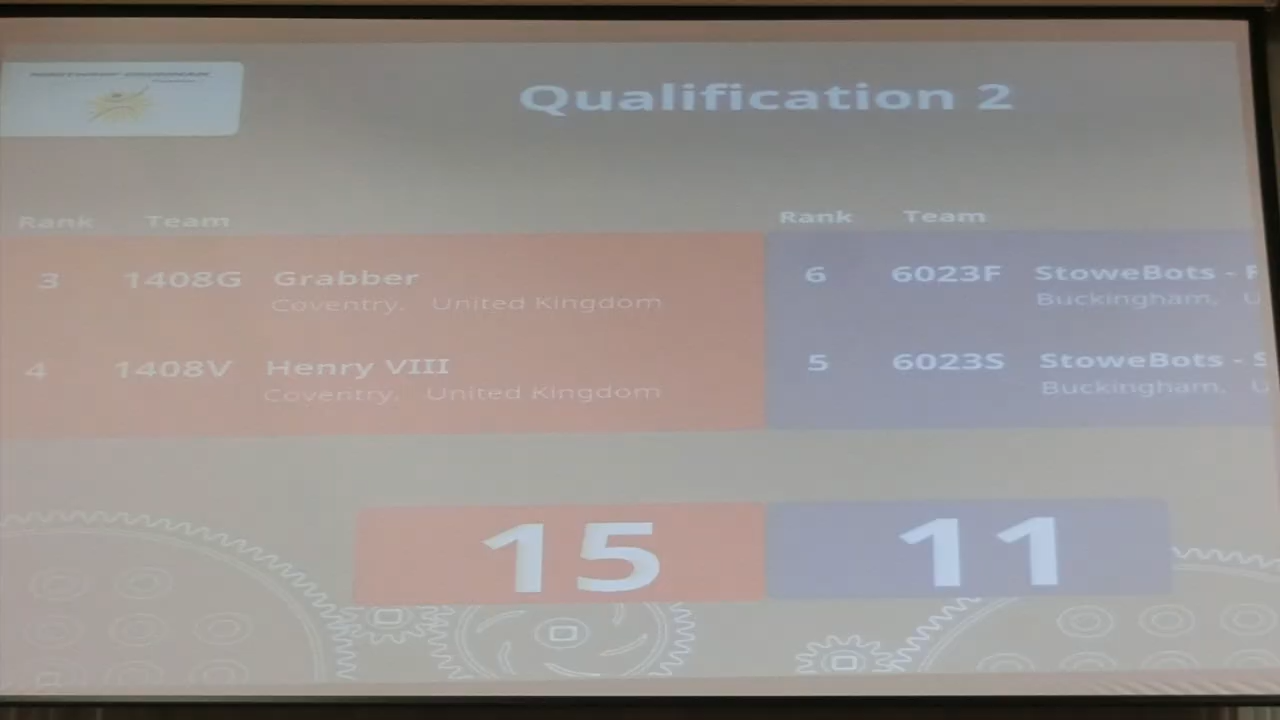 Qualification 2
Rank Team
3 1408G Grabber
Coventry, United Kingdom
4 1408V Henry VIII
Coventry, United Kingdom
Rank Team
6 6023F StoweBots - F
Buckingham, U
5 6023S StoweBots - S
Buckingham, U
15 11